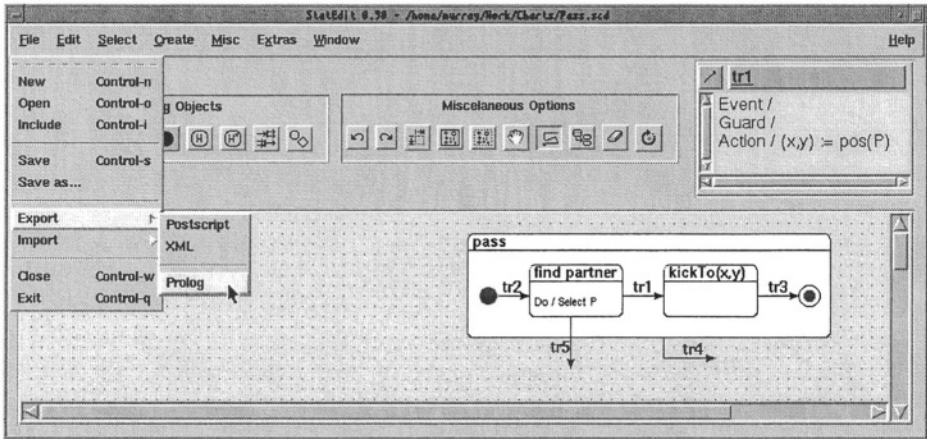 StatEdit 0.30 - /home/murray/Work/Charts/Pass.scd
File Edit Select Create Misc Extras Window Help
New Control-n
Open Control-o
Include Control-i
Save Control-s
Save as...
Export
Import
Close Control-w
Exit Control-q
Postscript
XML
Prolog
g Objects
Miscelaneous Options
tr1
Event /
Guard /
Action / (x,y) := pos(P)
pass
find partner
Do / Select P
kickTo(x,y)
tr2
tr1
tr3
tr5
tr4